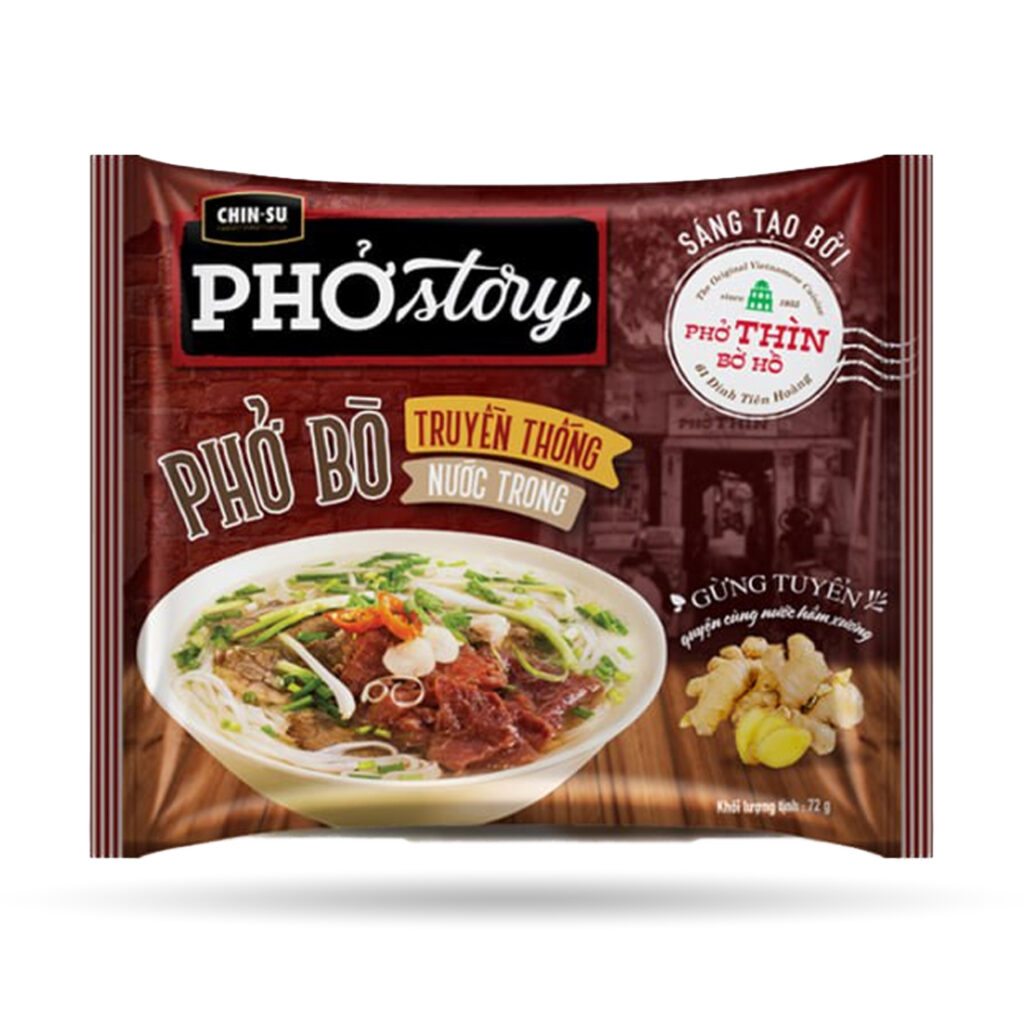 CHIN-SU
PHỞstory
SÁNG TẠO BỞI
The Original Vietnamese Cuisine
since 1955
PHỞ THÌN
BỜ HỒ
61 Đinh Tiên Hoàng
PHỞ BÒ
TRUYỀN THỐNG
NƯỚC TRONG
PHỞ THÌN
GỪNG TUYỂN
quyện cùng nước hầm xương
Khối lượng tịnh : 72 g